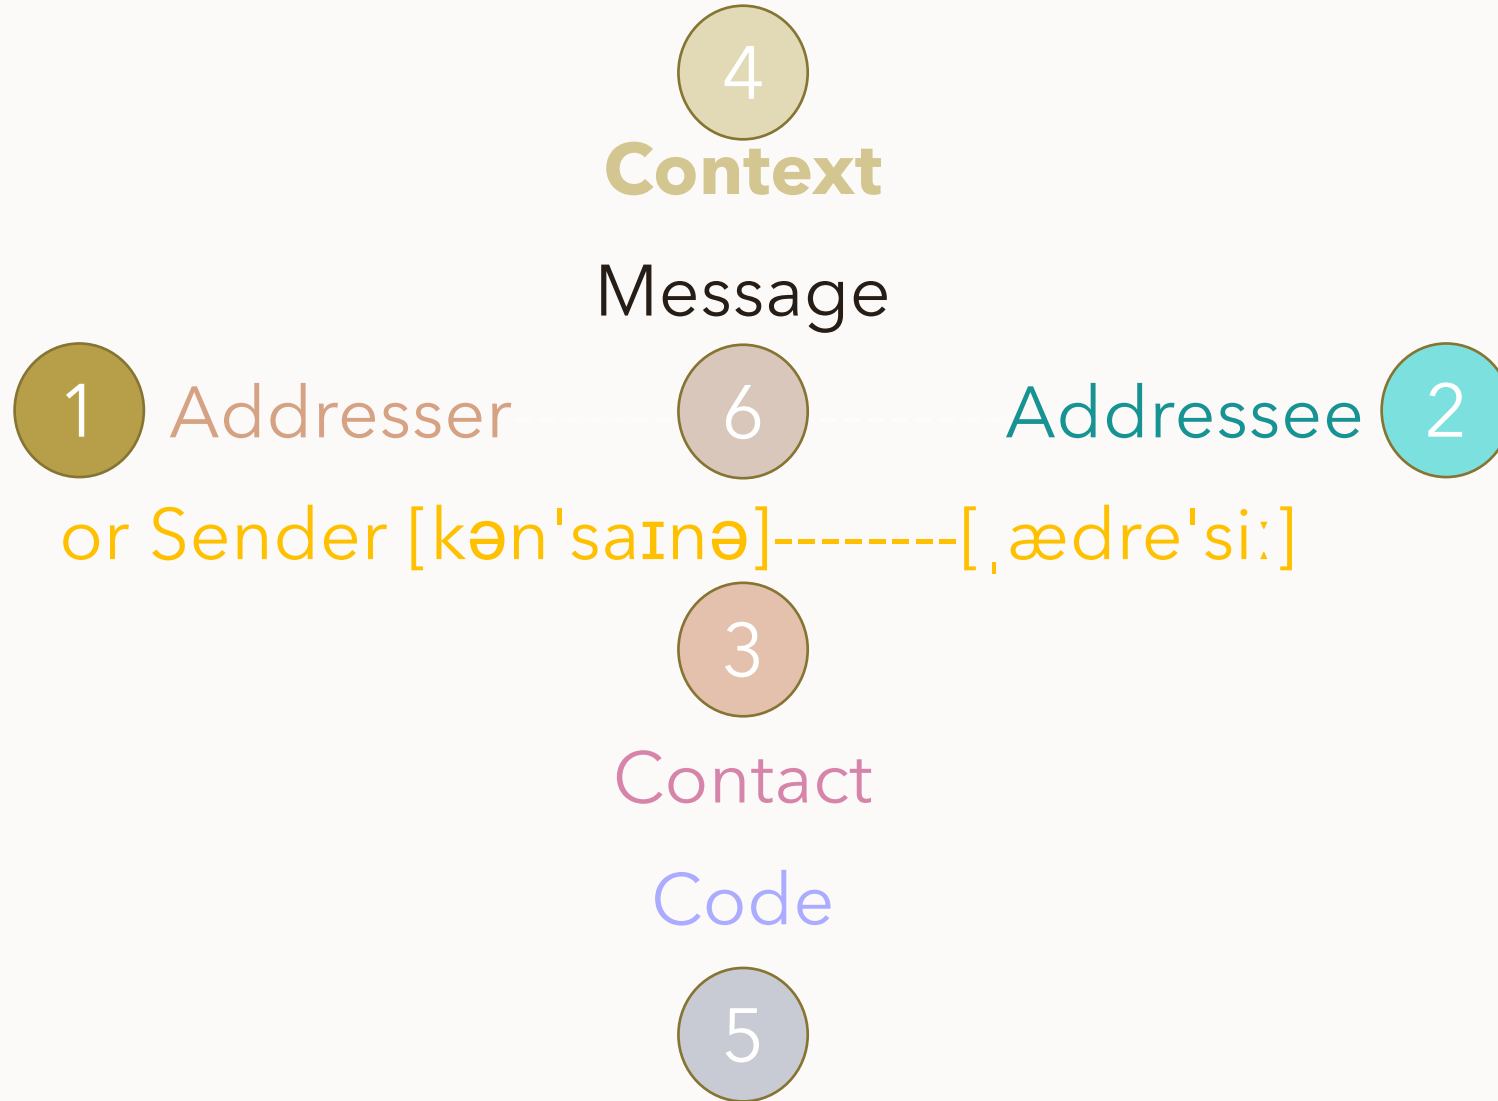 4
Context
Message
1 Addresser 6 Addressee 2
or Sender [kən'saɪnə]--------[ˌædre'siː]
3
Contact
Code
5